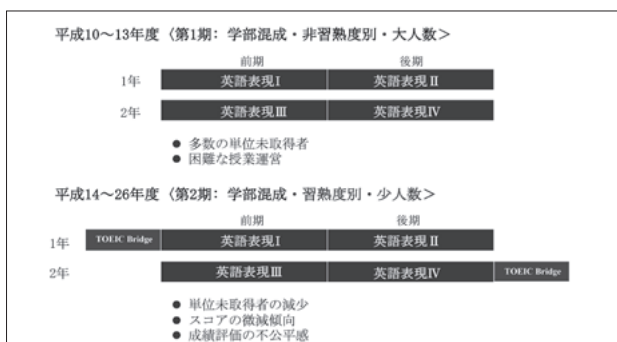 平成10～13年度〈第1期: 学部混成・非習熟度別・大人数＞
前期 後期
1年 英語表現Ⅰ 英語表現Ⅱ
2年 英語表現Ⅲ 英語表現Ⅳ
● 多数の単位未取得者
● 困難な授業運営
平成14～26年度〈第2期: 学部混成・習熟度別・少人数＞
前期 後期
1年 TOEIC Bridge 英語表現Ⅰ 英語表現Ⅱ
2年 英語表現Ⅲ 英語表現Ⅳ TOEIC Bridge
● 単位未取得者の減少
● スコアの微減傾向
● 成績評価の不公平感